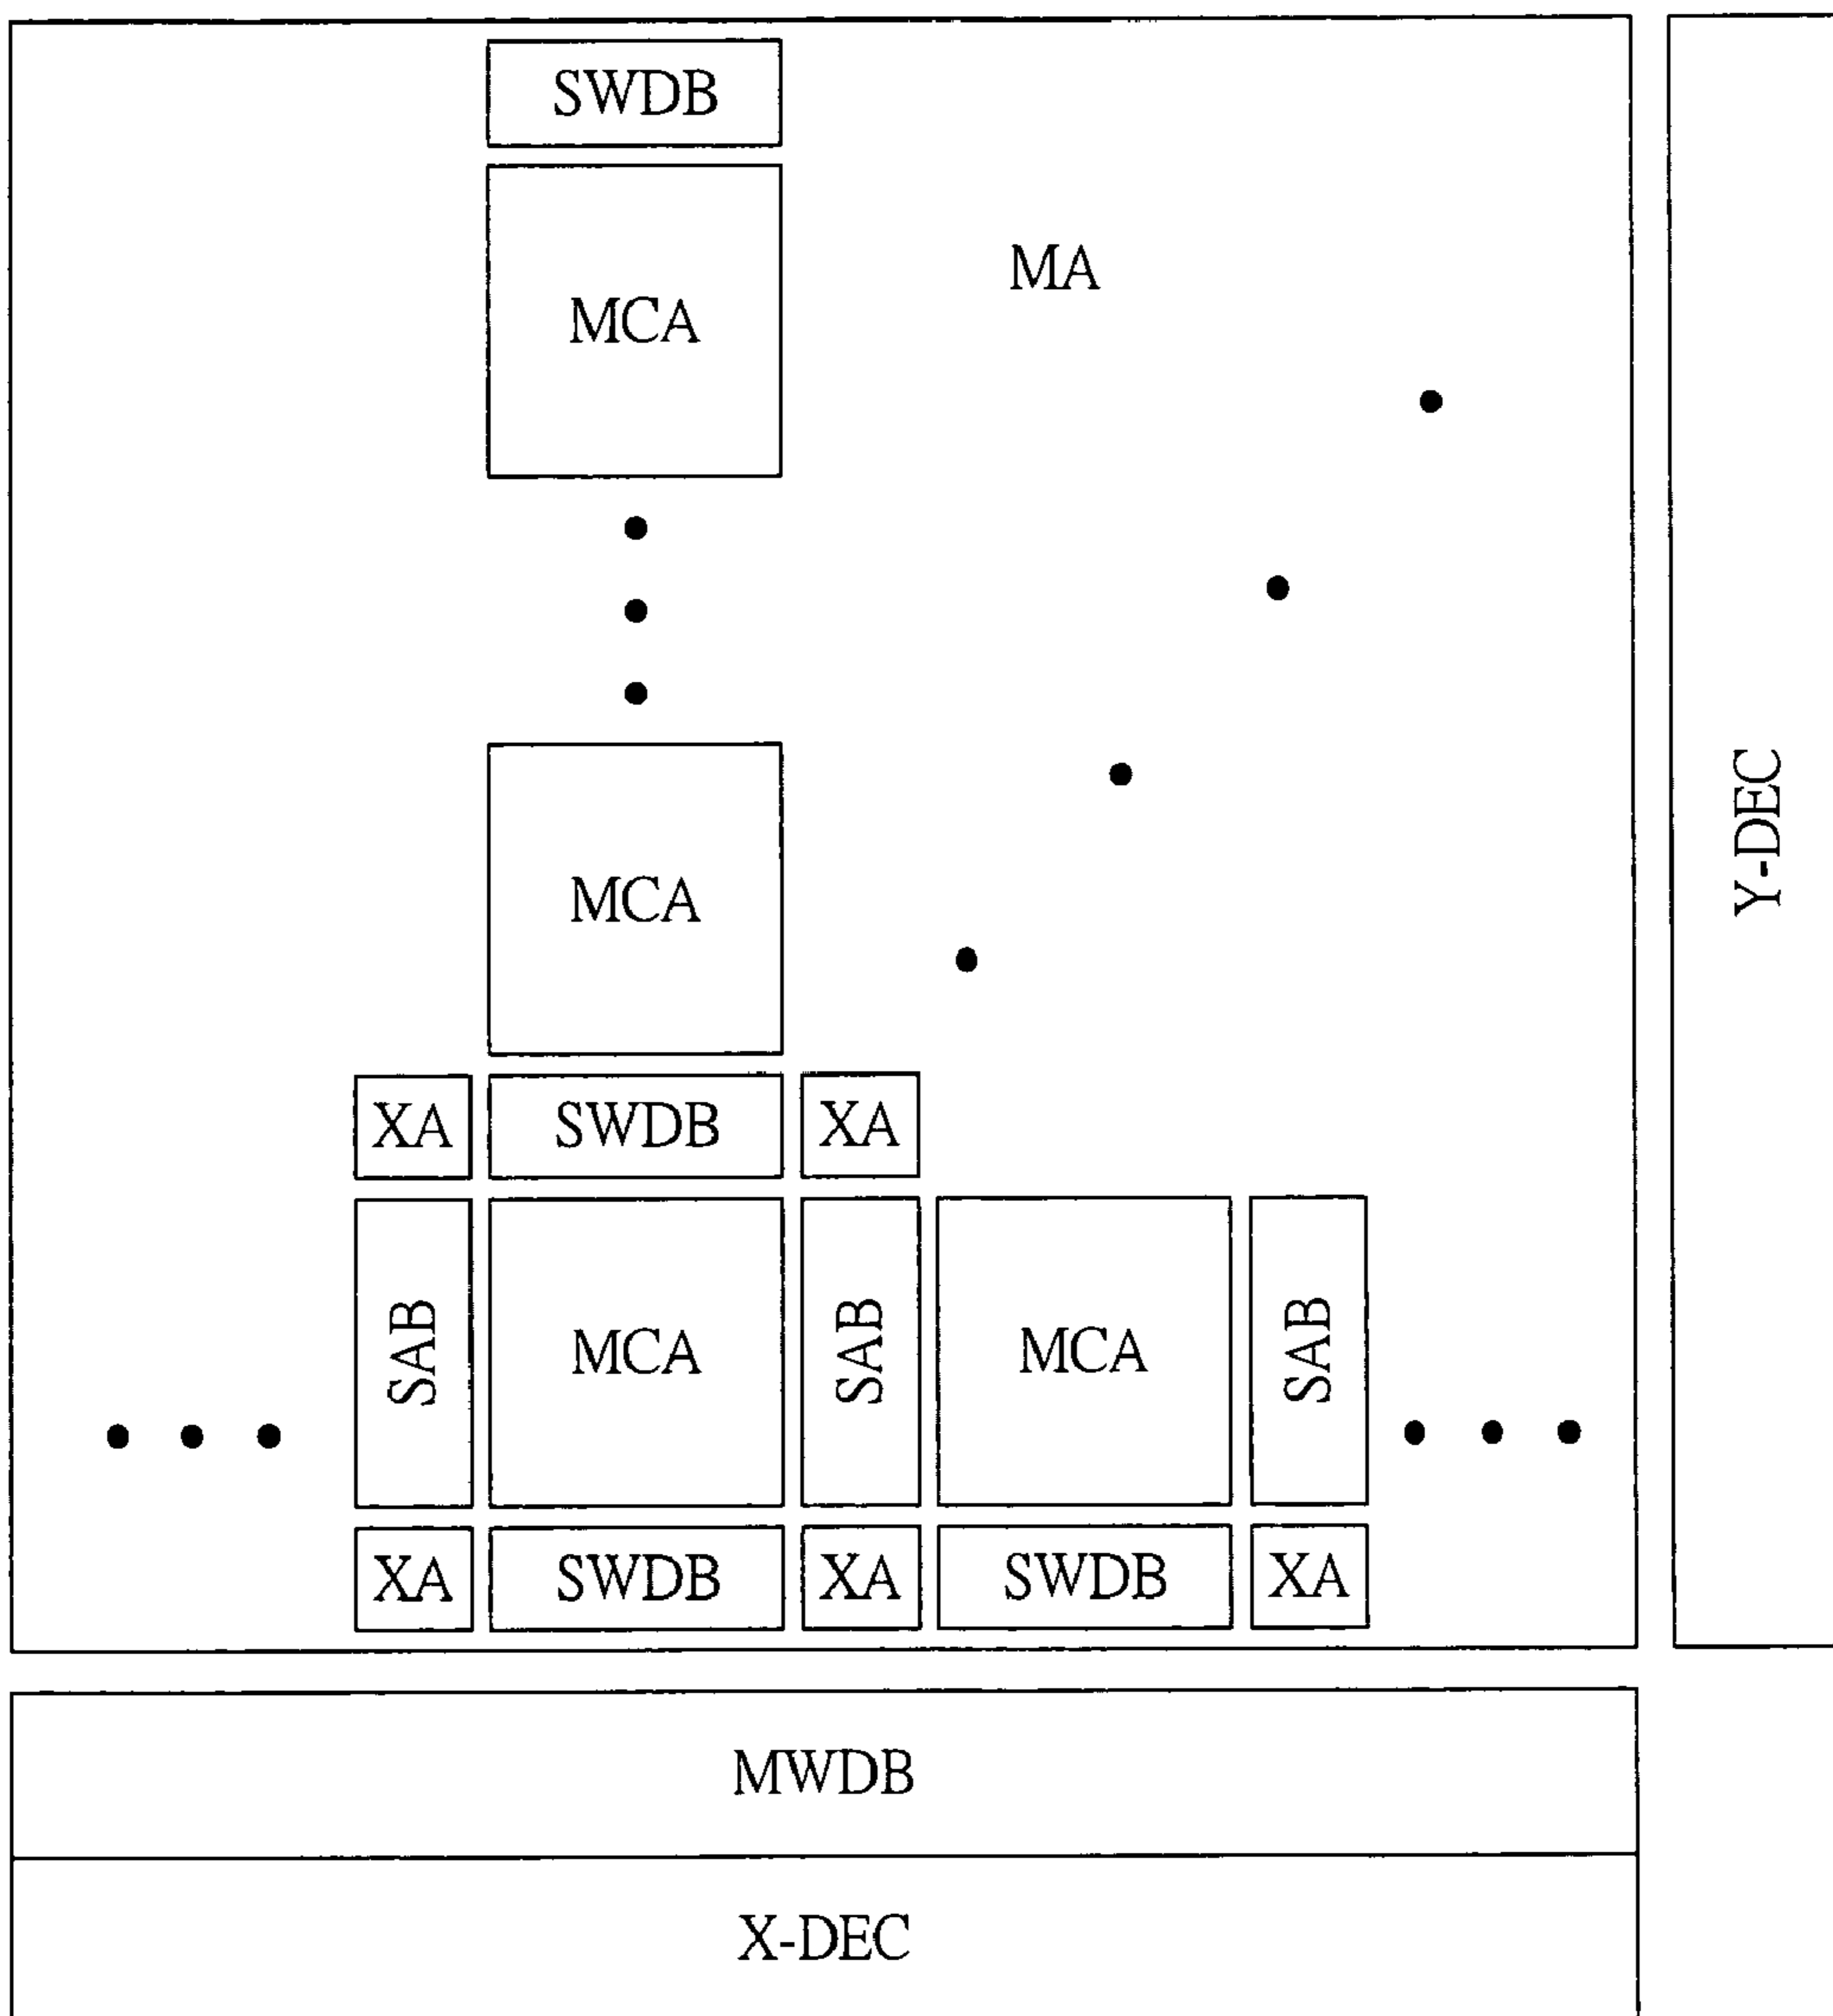 SWDB
MCA
MA
MCA
Y-DEC
XA SWDB XA
SAB MCA SAB MCA SAB
XA SWDB XA SWDB XA
MWDB
X-DEC